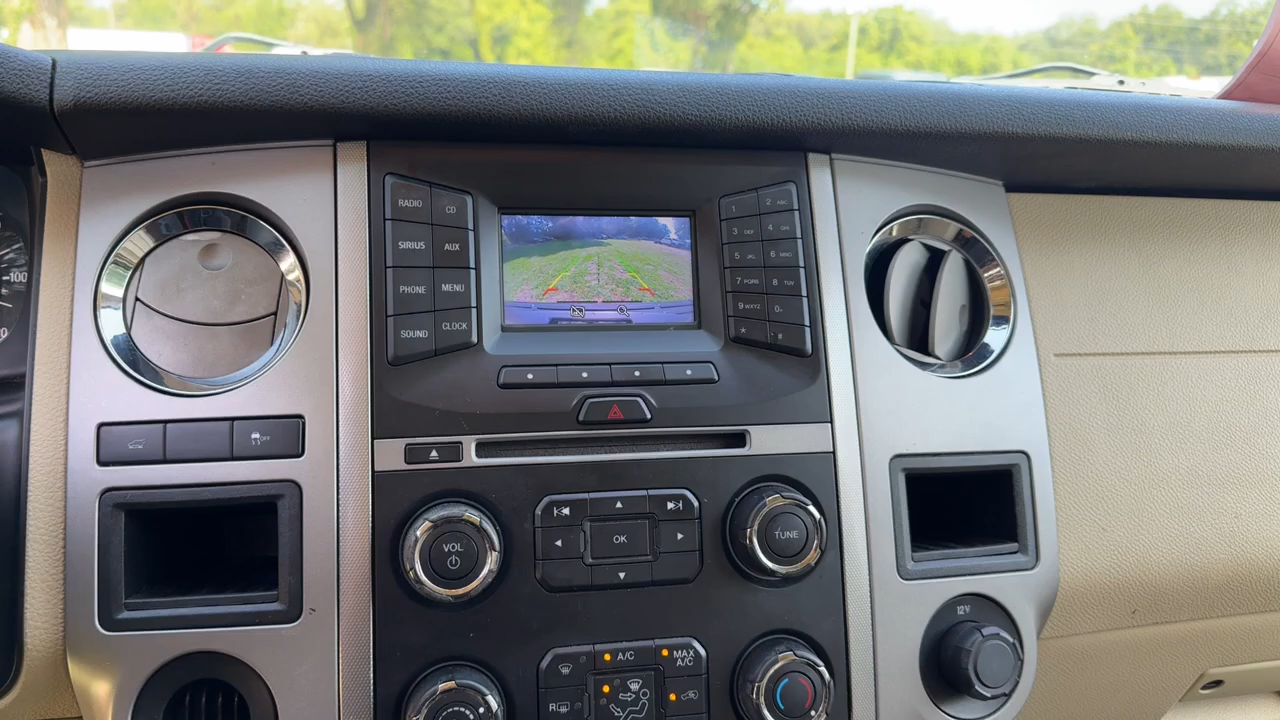 RADIO CD
SIRIUS AUX
PHONE MENU
SOUND CLOCK
1 2 ABC
3 DEF 4 GHI
5 JKL 6 MNO
7 PQRS 8 TUV
9 WXYZ 0
* #
100
OFF
VOL
OK
TUNE
12V
A/C
MAX
A/C
R